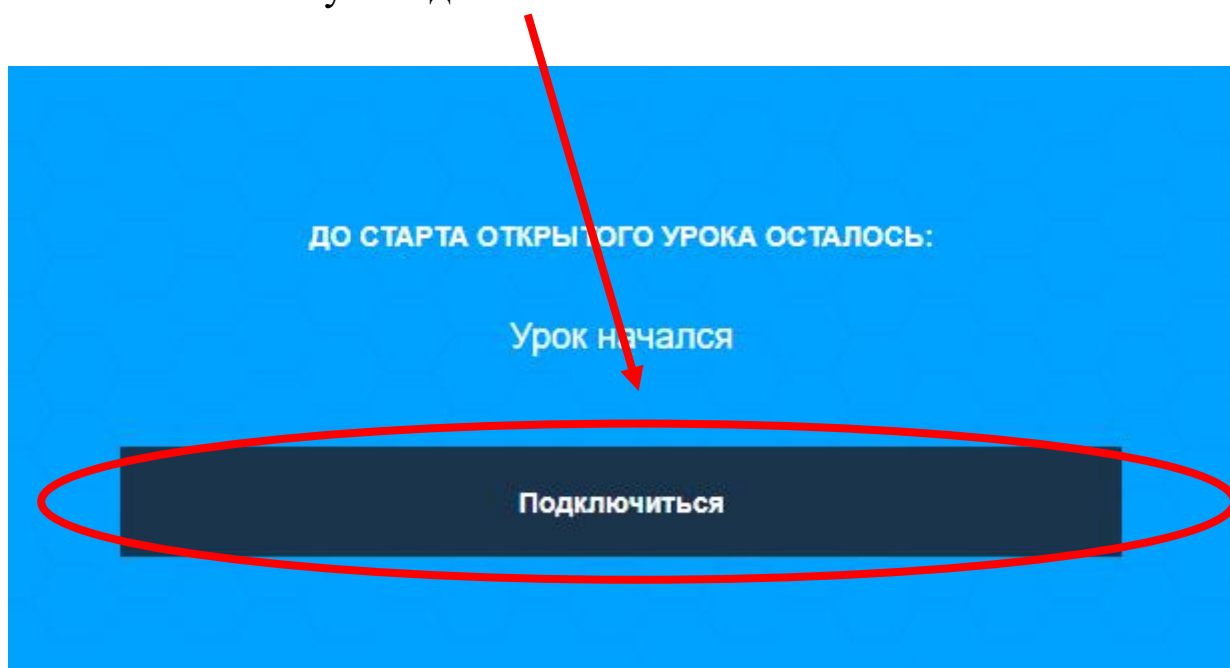 ДО СТАРТА ОТКРЫТОГО УРОКА ОСТАЛОСЬ:
Урок начался
Подключиться